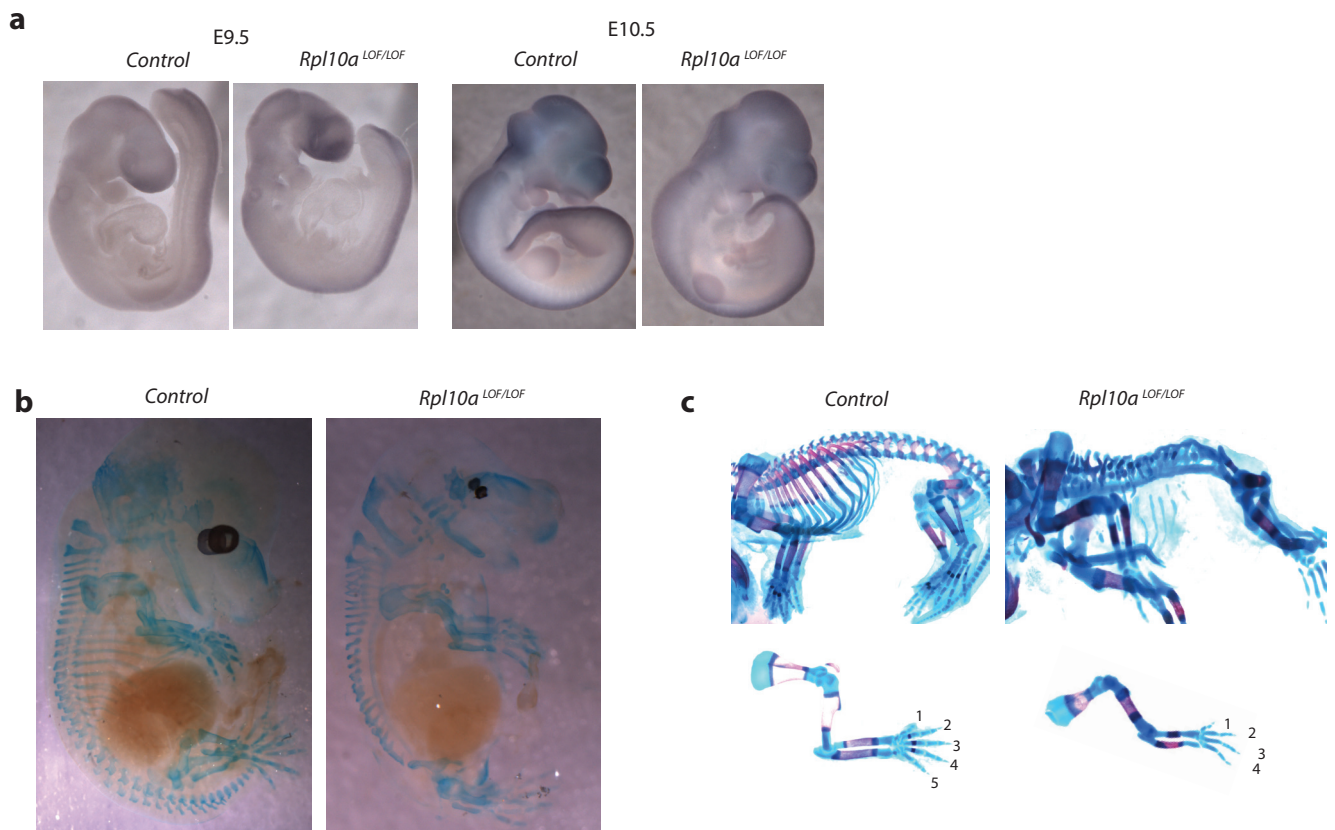 a
E9.5
E10.5
Control
Rpl10a LOF/LOF
Control
Rpl10a LOF/LOF
b
Control
Rpl10a LOF/LOF
c
Control
Rpl10a LOF/LOF
1
2
3
4
5
1
2
3
4